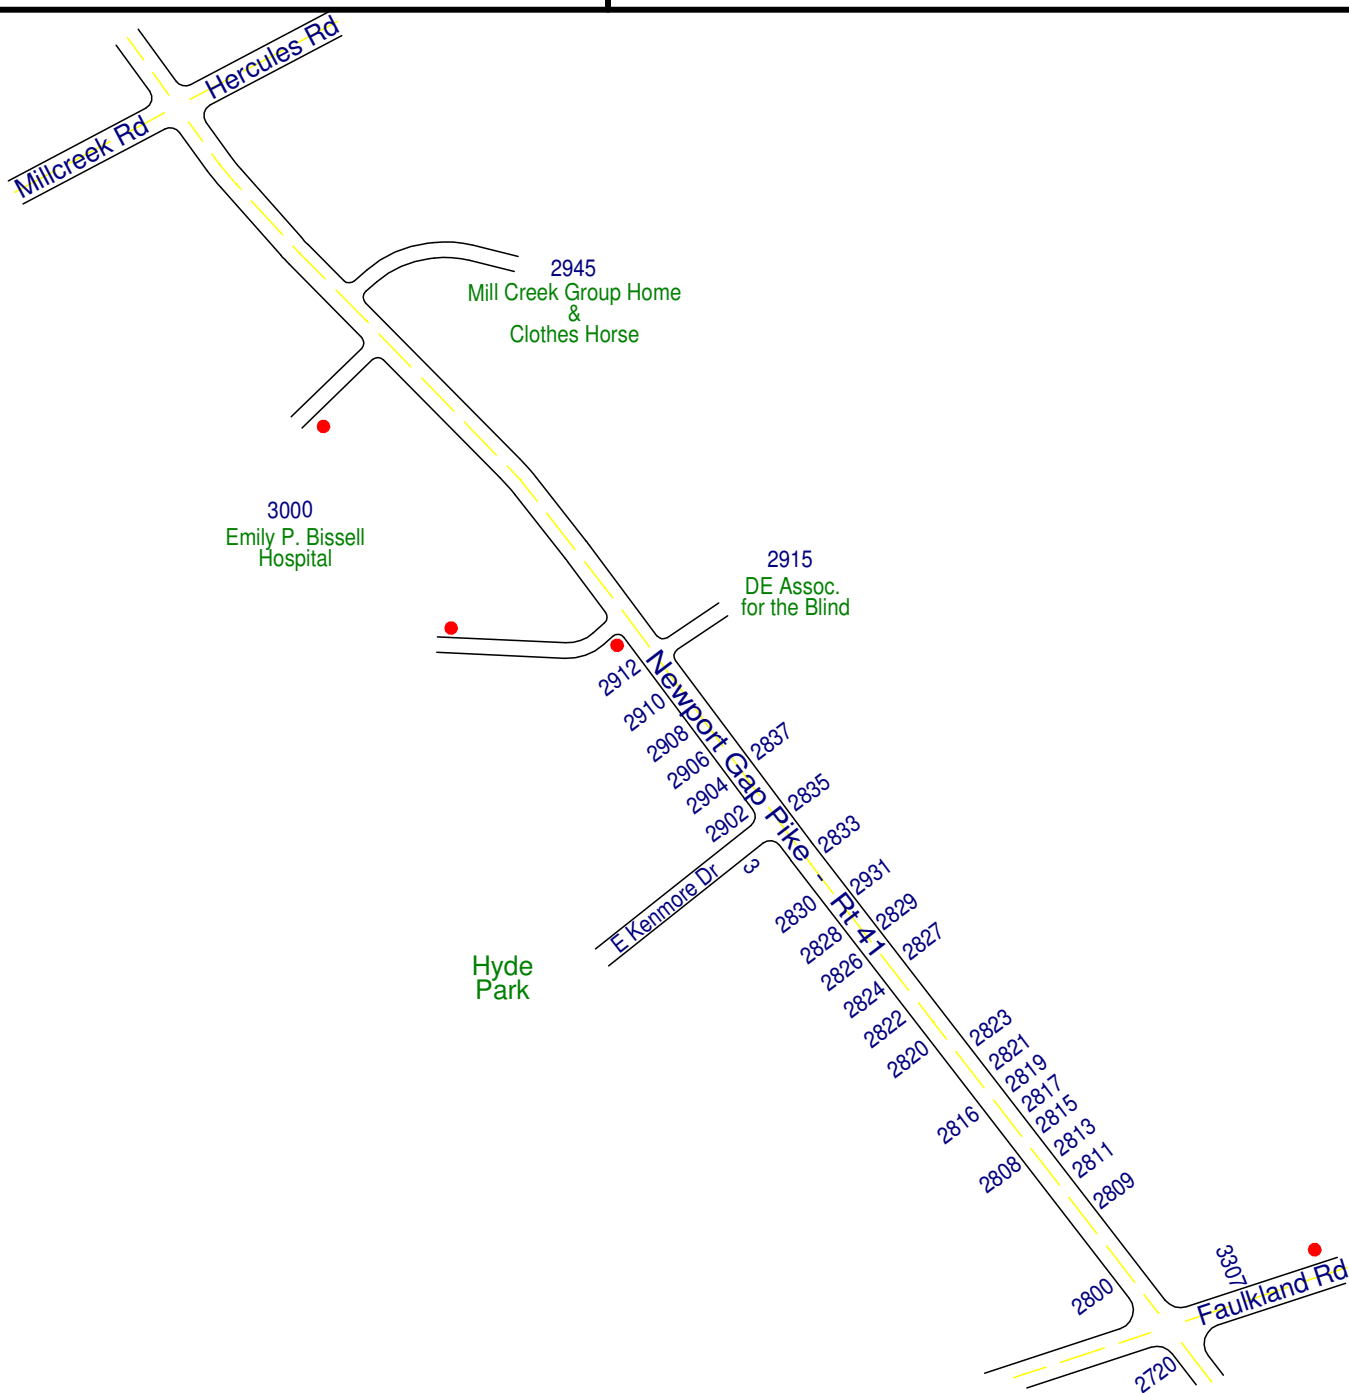 Hercules Rd
Millcreek Rd
2945
Mill Creek Group Home
&
Clothes Horse
3000
Emily P. Bissell
Hospital
2915
DE Assoc.
for the Blind
Newport Gap Pike - Rt 41
2912
2910
2908
2906
2904
2902
2837
2835
2833
2931
2829
2827
3
E Kenmore Dr
Hyde
Park
2830
2828
2826
2824
2822
2820
2816
2808
2800
2823
2821
2819
2817
2815
2813
2811
2809
3307
Faulkland Rd
2720